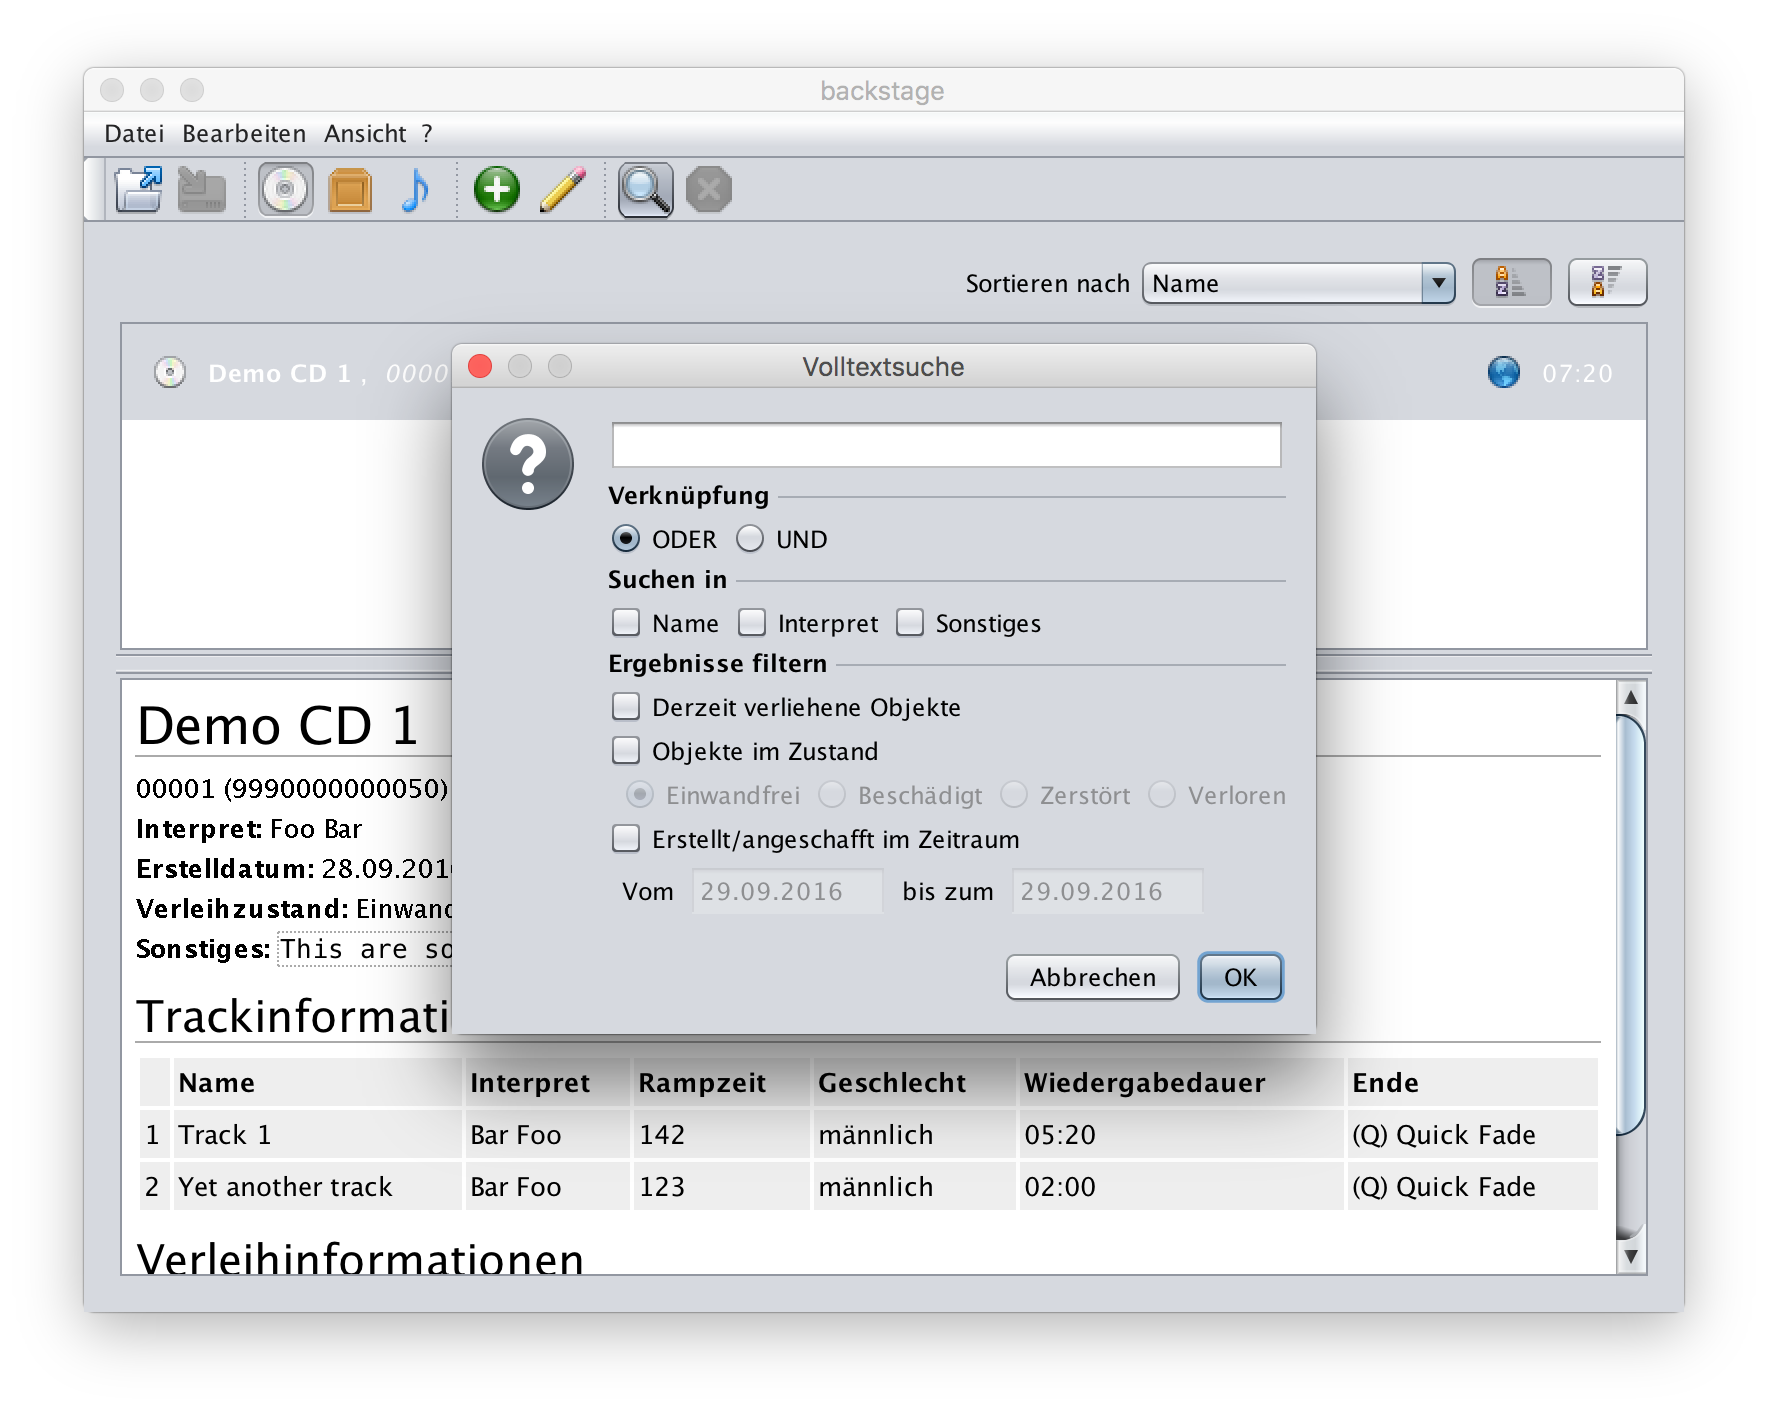 backstage
Datei Bearbeiten Ansicht ?
Sortieren nach Name
Demo CD 1 , 0000
07:20
Volltextsuche
Verknüpfung
ODER UND
Suchen in
Name Interpret Sonstiges
Ergebnisse filtern
Derzeit verliehene Objekte
Objekte im Zustand
Einwandfrei Beschädigt Zerstört Verloren
Erstellt/angeschafft im Zeitraum
Vom 29.09.2016 bis zum 29.09.2016
Abbrechen OK
Demo CD 1
00001 (9990000000050)
Interpret: Foo Bar
Erstelldatum: 28.09.201
Verleihzustand: Einwand
Sonstiges: This are so
Trackinformati
Name Interpret Rampzeit Geschlecht Wiedergabedauer Ende
1 Track 1 Bar Foo 142 männlich 05:20 (Q) Quick Fade
2 Yet another track Bar Foo 123 männlich 02:00 (Q) Quick Fade
Verleihinformationen